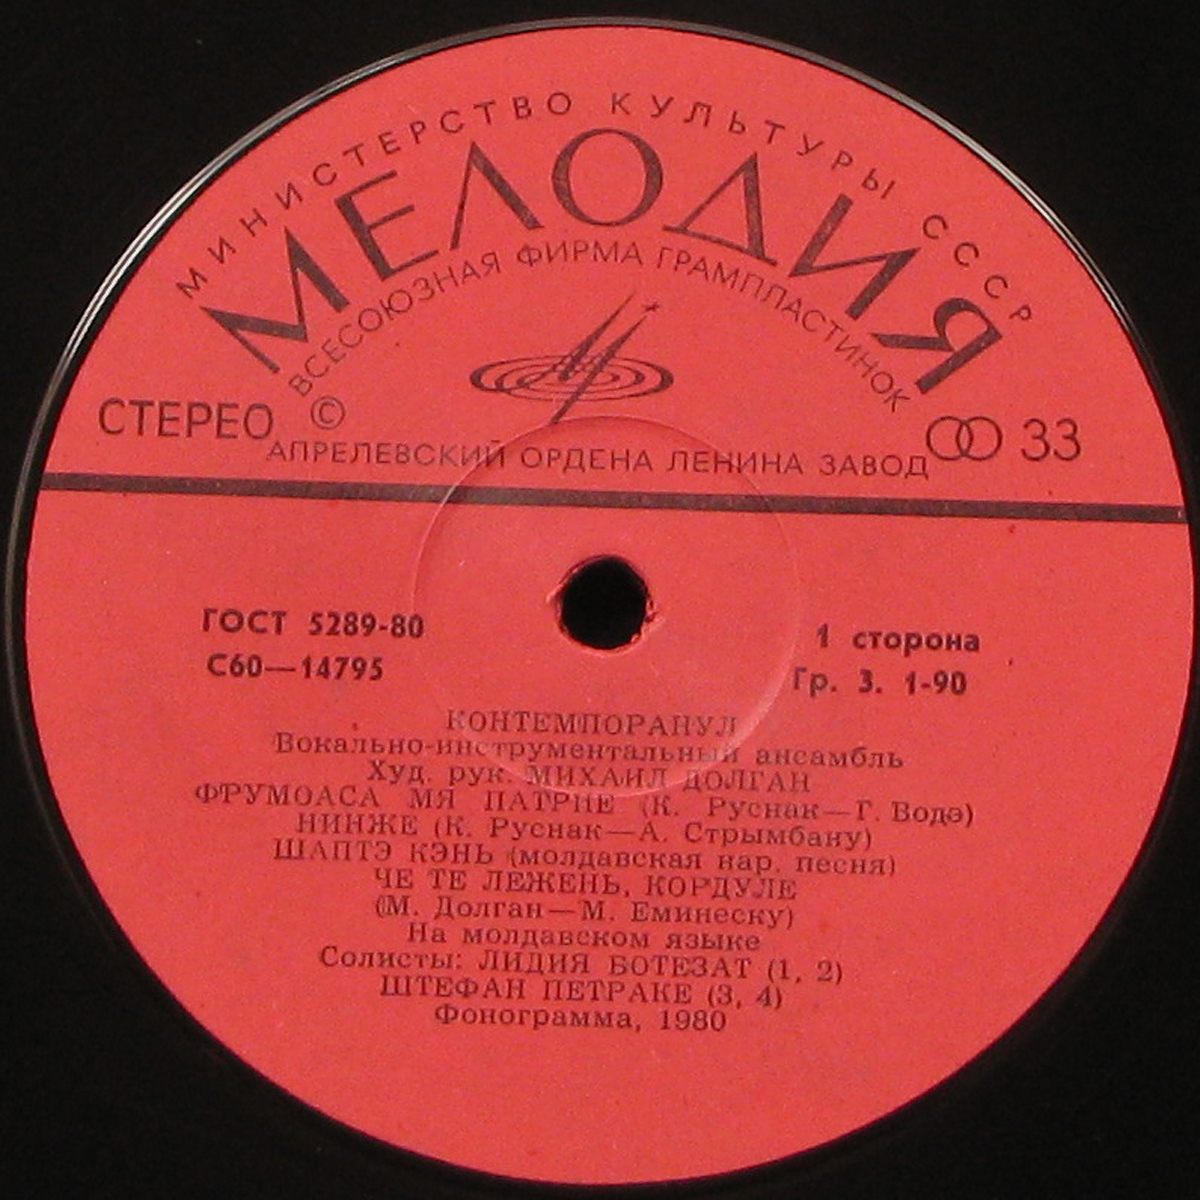 МИНИСТЕРСТВО КУЛЬТУРЫ СССР
МЕЛОДИЯ
ВСЕСОЮЗНАЯ ФИРМА ГРАМПЛАСТИНОК
СТЕРЕО © 33
АПРЕЛЕВСКИЙ ОРДЕНА ЛЕНИНА ЗАВОД
ГОСТ 5289-80 1 сторона
С60—14795 Гр. 3. 1-90
КОНТЕМПОРАНУЛ
Вокально-инструментальный ансамбль
Худ. рук. МИХАИЛ ДОЛГАН
ФРУМОАСА МЯ ПАТРИЕ (К. Руснак—Г. Водэ)
НИНЖЕ (К. Руснак—А. Стрымбану)
ШАПТЭ КЭНЬ (молдавская нар. песня)
ЧЕ ТЕ ЛЕЖЕНЬ, КОРДУЛЕ
(М. Долган—М. Еминеску)
На молдавском языке
Солисты: ЛИДИЯ БОТЕЗАТ (1, 2)
ШТЕФАН ПЕТРАКЕ (3, 4)
Фонограмма, 1980